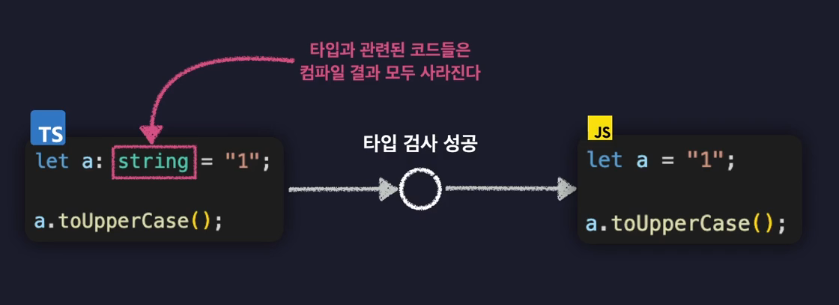 타입과 관련된 코드들은
컴파일 결과 모두 사라진다
TS
let a: string = "1";
a.toUpperCase();
타입 검사 성공
JS
let a = "1";
a.toUpperCase();